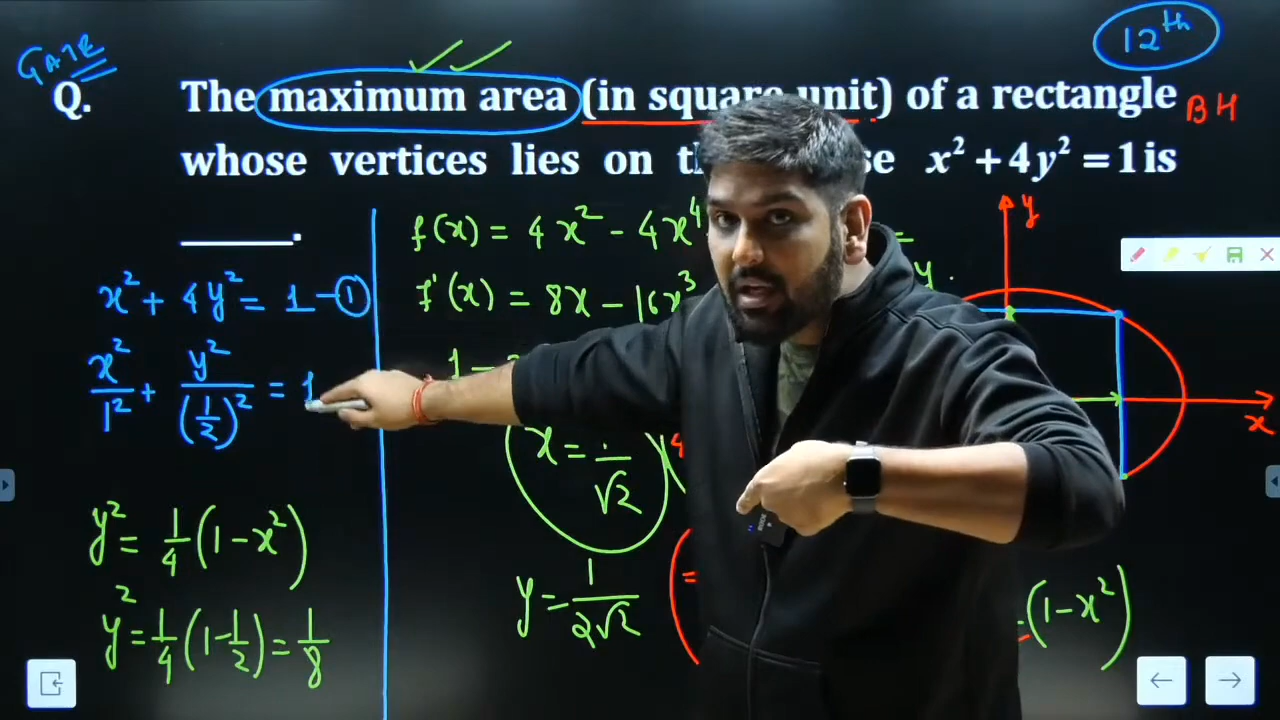 GATE
12th
Q. The maximum area (in square unit) of a rectangle
BH
whose vertices lies on se x² + 4y² = 1 is
______.
x² + 4y² = 1 - ①
x²/1² + y²/(1/2)² = 1
y² = 1/4 (1-x²)
y² = 1/4 (1-1/2) = 1/8
f(x) = 4x² - 4x⁴
f'(x) = 8x - 16x³
x = 1/√2
y = 1/2√2
y
x
(1-x²)